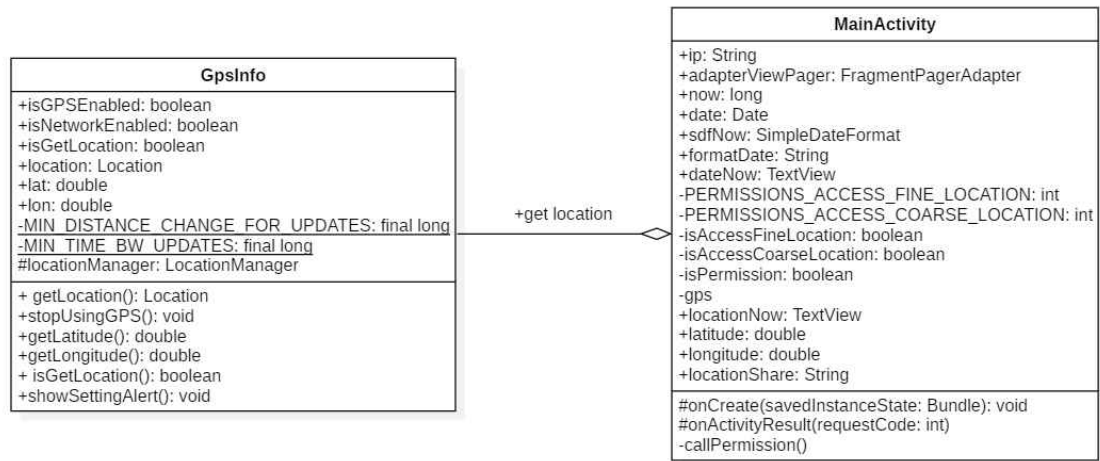 GpsInfo
+isGPSEnabled: boolean
+isNetworkEnabled: boolean
+isGetLocation: boolean
+location: Location
+lat: double
+lon: double
-MIN_DISTANCE_CHANGE_FOR_UPDATES: final long
-MIN_TIME_BW_UPDATES: final long
#locationManager: LocationManager
+ getLocation(): Location
+stopUsingGPS(): void
+getLatitude(): double
+getLongitude(): double
+ isGetLocation(): boolean
+showSettingAlert(): void
+get location
MainActivity
+ip: String
+adapterViewPager: FragmentPagerAdapter
+now: long
+date: Date
+sdfNow: SimpleDateFormat
+formatDate: String
+dateNow: TextView
-PERMISSIONS_ACCESS_FINE_LOCATION: int
-PERMISSIONS_ACCESS_COARSE_LOCATION: int
-isAccessFineLocation: boolean
-isAccessCoarseLocation: boolean
-isPermission: boolean
-gps
+locationNow: TextView
+latitude: double
+longitude: double
+locationShare: String
#onCreate(savedInstanceState: Bundle): void
#onActivityResult(requestCode: int)
-callPermission()